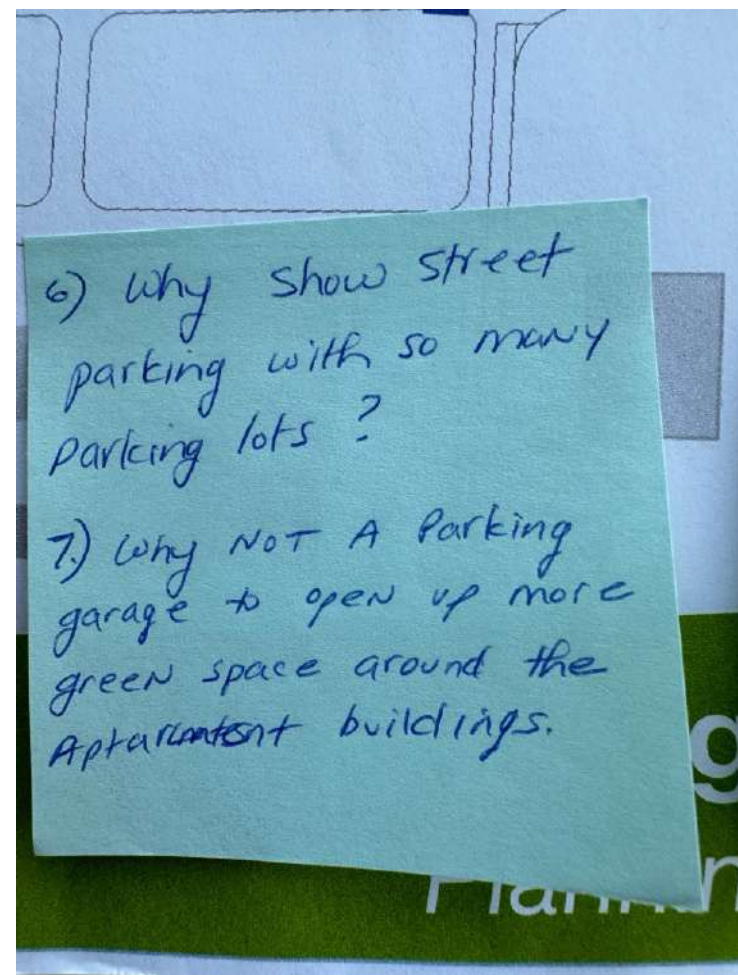 6) Why Show Street
parking with so many
Parking lots ?
7.) Why NOT A Parking
garage to open up more
green space around the
buildings.